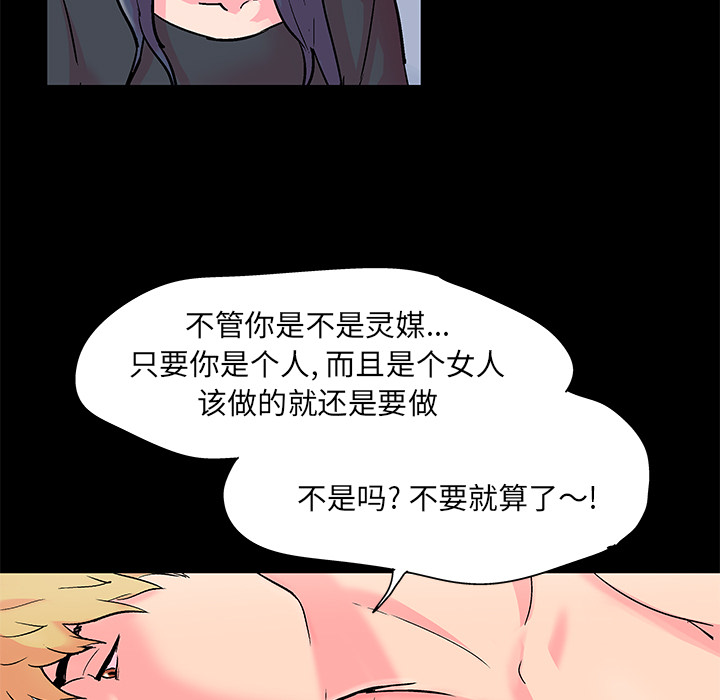 不管你是不是灵媒...
只要你是个人, 而且是个女人
该做的就还是要做
不是吗? 不要就算了～!